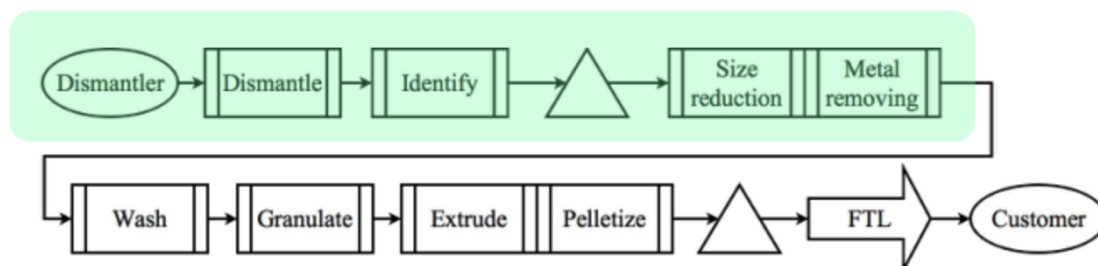 Dismantler
Dismantle
Identify
Size
reduction
Metal
removing
Wash
Granulate
Extrude
Pelletize
FTL
Customer